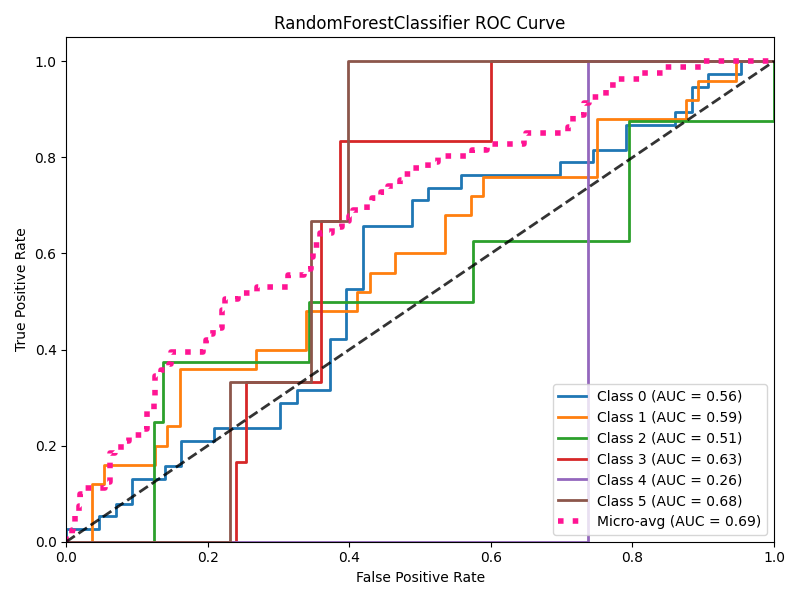 RandomForestClassifier ROC Curve
True Positive Rate
1.0
0.8
0.6
0.4
0.2
0.0
Class 0 (AUC = 0.56)
Class 1 (AUC = 0.59)
Class 2 (AUC = 0.51)
Class 3 (AUC = 0.63)
Class 4 (AUC = 0.26)
Class 5 (AUC = 0.68)
Micro-avg (AUC = 0.69)
0.0 0.2 0.4 0.6 0.8 1.0
False Positive Rate